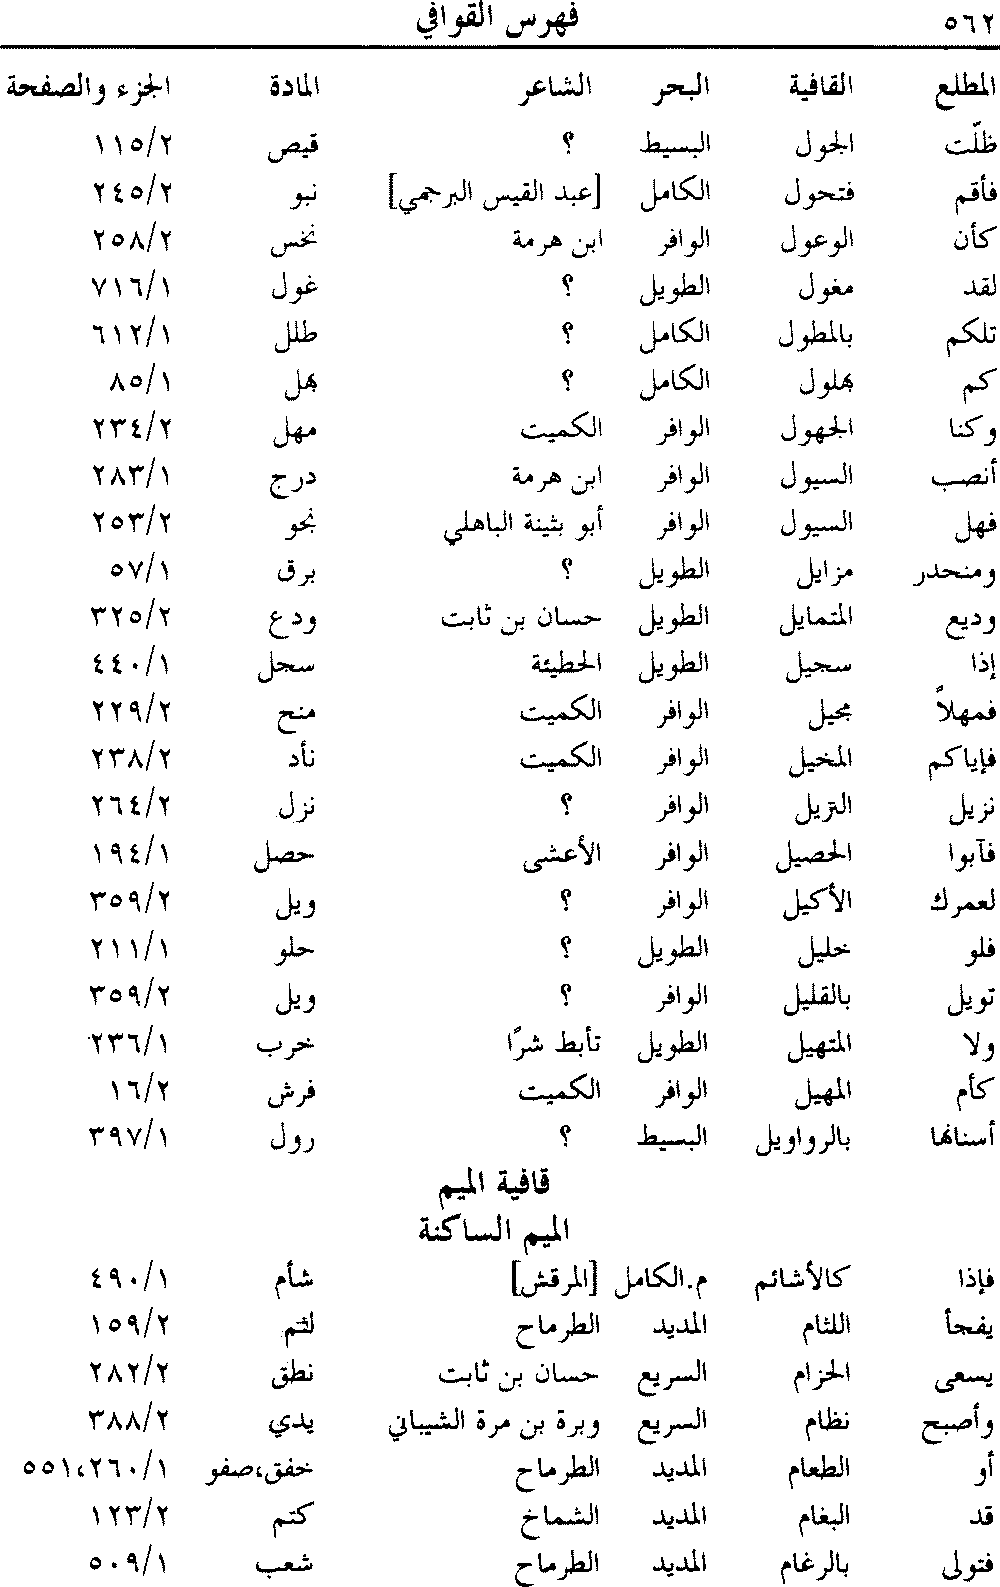 ٥٦٢ فهرس القوافي
المطلع القافية البحر الشاعر المادة الجزء والصفحة
ظلّت الجول البسيط ؟ قيص ١١٥/٢
فأقم فتحول الكامل [عبد القيس البرجمي] نبو ٢٤٥/٢
كأن الوعول الوافر ابن هرمة نخس ٢٥٨/٢
لقد مغول الطويل ؟ غول ٧١٦/١
تلكم بالمطول الكامل ؟ طلل ٦١٢/١
كم بهلول الكامل ؟ بهل ٨٥/١
وكنا الجهول الوافر الكميت مهل ٢٣٤/٢
أنصب السيول الوافر ابن هرمة درج ٢٨٣/١
فهل السيول الوافر أبو بثينة الباهلي نجو ٢٥٣/٢
ومنحدر مزايل الطويل ؟ برق ٥٧/١
وديع المتمايل الطويل حسان بن ثابت ودع ٣٢٥/٢
إذا سجيل الطويل الحطيئة سجل ٤٤٠/١
فمهلاً محيل الوافر الكميت منح ٢٢٩/٢
فإياكم المخيل الوافر الكميت نأد ٢٣٨/٢
نزيل النزيل الوافر ؟ نزل ٢٦٤/٢
فآبوا الحصيل الوافر الأعشى حصل ١٩٤/١
لعمرك الأكيل الوافر ؟ ويل ٣٥٩/٢
فلو خليل الطويل ؟ حلو ٢١١/١
تويل بالقليل الوافر ؟ ويل ٣٥٩/٢
ولا المتهيل الطويل تأبط شرًا خرب ٢٣٦/١
كأم المهيل الوافر الكميت فرش ١٦/٢
أسنانها بالرواويل البسيط ؟ رول ٣٩٧/١
قافية الميم
الميم الساكنة
فإذا كالأشائم م.الكامل [المرقش] شأم ٤٩٠/١
يفجأ اللثام المديد الطرماح لثم ١٥٩/٢
يسعى الحزام السريع حسان بن ثابت نطق ٢٨٢/٢
وأصبح نظام السريع وبرة بن مرة الشيباني يدي ٣٨٨/٢
أو الطعام المديد الطرماح خفق،صفو ٥٥١،٢٦٠/١
قد البغام المديد الشماخ كتم ١٢٣/٢
فتولى بالرغام المديد الطرماح شعب ٥٠٩/١